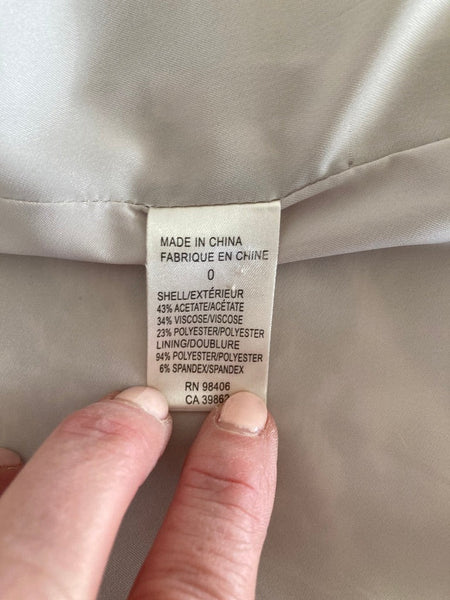 MADE IN CHINA
FABRIQUE EN CHINE
0
SHELL/EXTÉRIEUR
43% ACETATE/ACÉTATE
34% VISCOSE/VISCOSE
23% POLYESTER/POLYESTER
LINING/DOUBLURE
94% POLYESTER/POLYESTER
6% SPANDEX/SPANDEX
RN 98406
CA